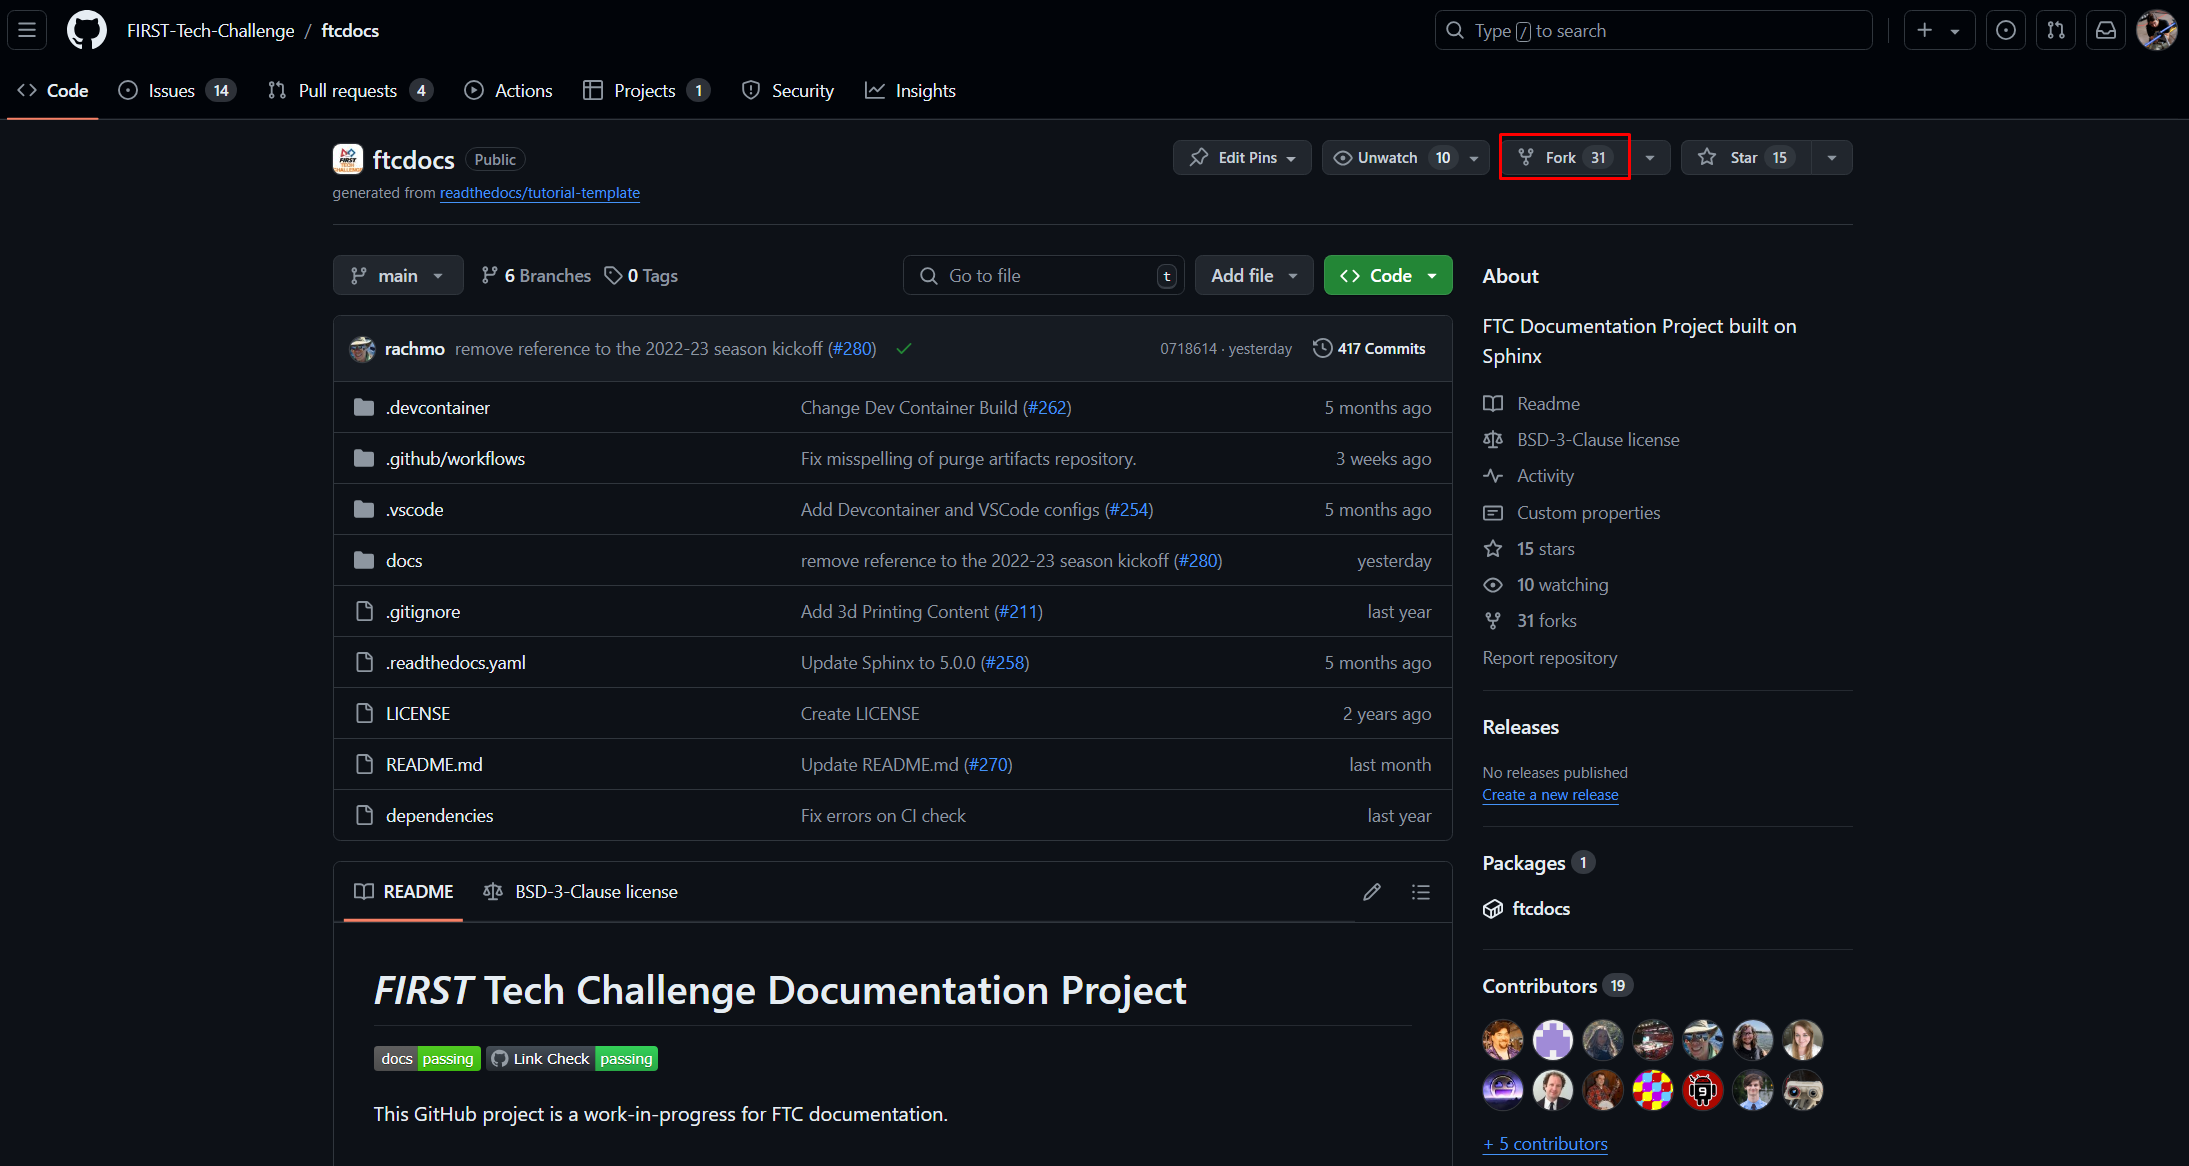 FIRST-Tech-Challenge / ftcdocs
Type / to search
Code Issues 14 Pull requests 4 Actions Projects 1 Security Insights
ftcdocs Public
Edit Pins Unwatch 10 Fork 31 Star 15
generated from readthedocs/tutorial-template
main 6 Branches 0 Tags Go to file t Add file Code
rachmo remove reference to the 2022-23 season kickoff (#280) 0718614 · yesterday 417 Commits
.devcontainer Change Dev Container Build (#262) 5 months ago
.github/workflows Fix misspelling of purge artifacts repository. 3 weeks ago
.vscode Add Devcontainer and VSCode configs (#254) 5 months ago
docs remove reference to the 2022-23 season kickoff (#280) yesterday
.gitignore Add 3d Printing Content (#211) last year
.readthedocs.yaml Update Sphinx to 5.0.0 (#258) 5 months ago
LICENSE Create LICENSE 2 years ago
README.md Update README.md (#270) last month
dependencies Fix errors on CI check last year
README BSD-3-Clause license
FIRST Tech Challenge Documentation Project
docs passing Link Check passing
This GitHub project is a work-in-progress for FTC documentation.
About
FTC Documentation Project built on
Sphinx
Readme
BSD-3-Clause license
Activity
Custom properties
15 stars
10 watching
31 forks
Report repository
Releases
No releases published
Create a new release
Packages 1
ftcdocs
Contributors 19
+ 5 contributors